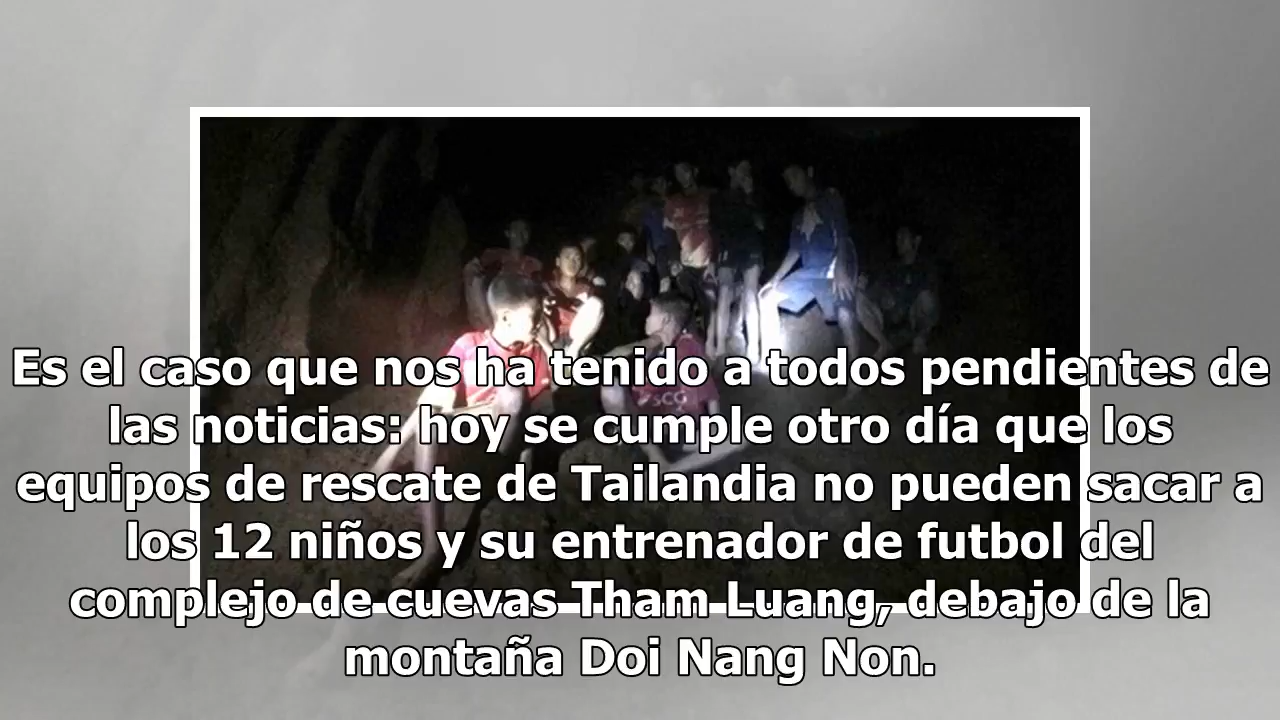 Es el caso que nos ha tenido a todos pendientes de
las noticias: hoy se cumple otro día que los
equipos de rescate de Tailandia no pueden sacar a
los 12 niños y su entrenador de futbol del
complejo de cuevas Tham Luang, debajo de la
montaña Doi Nang Non.
SCG